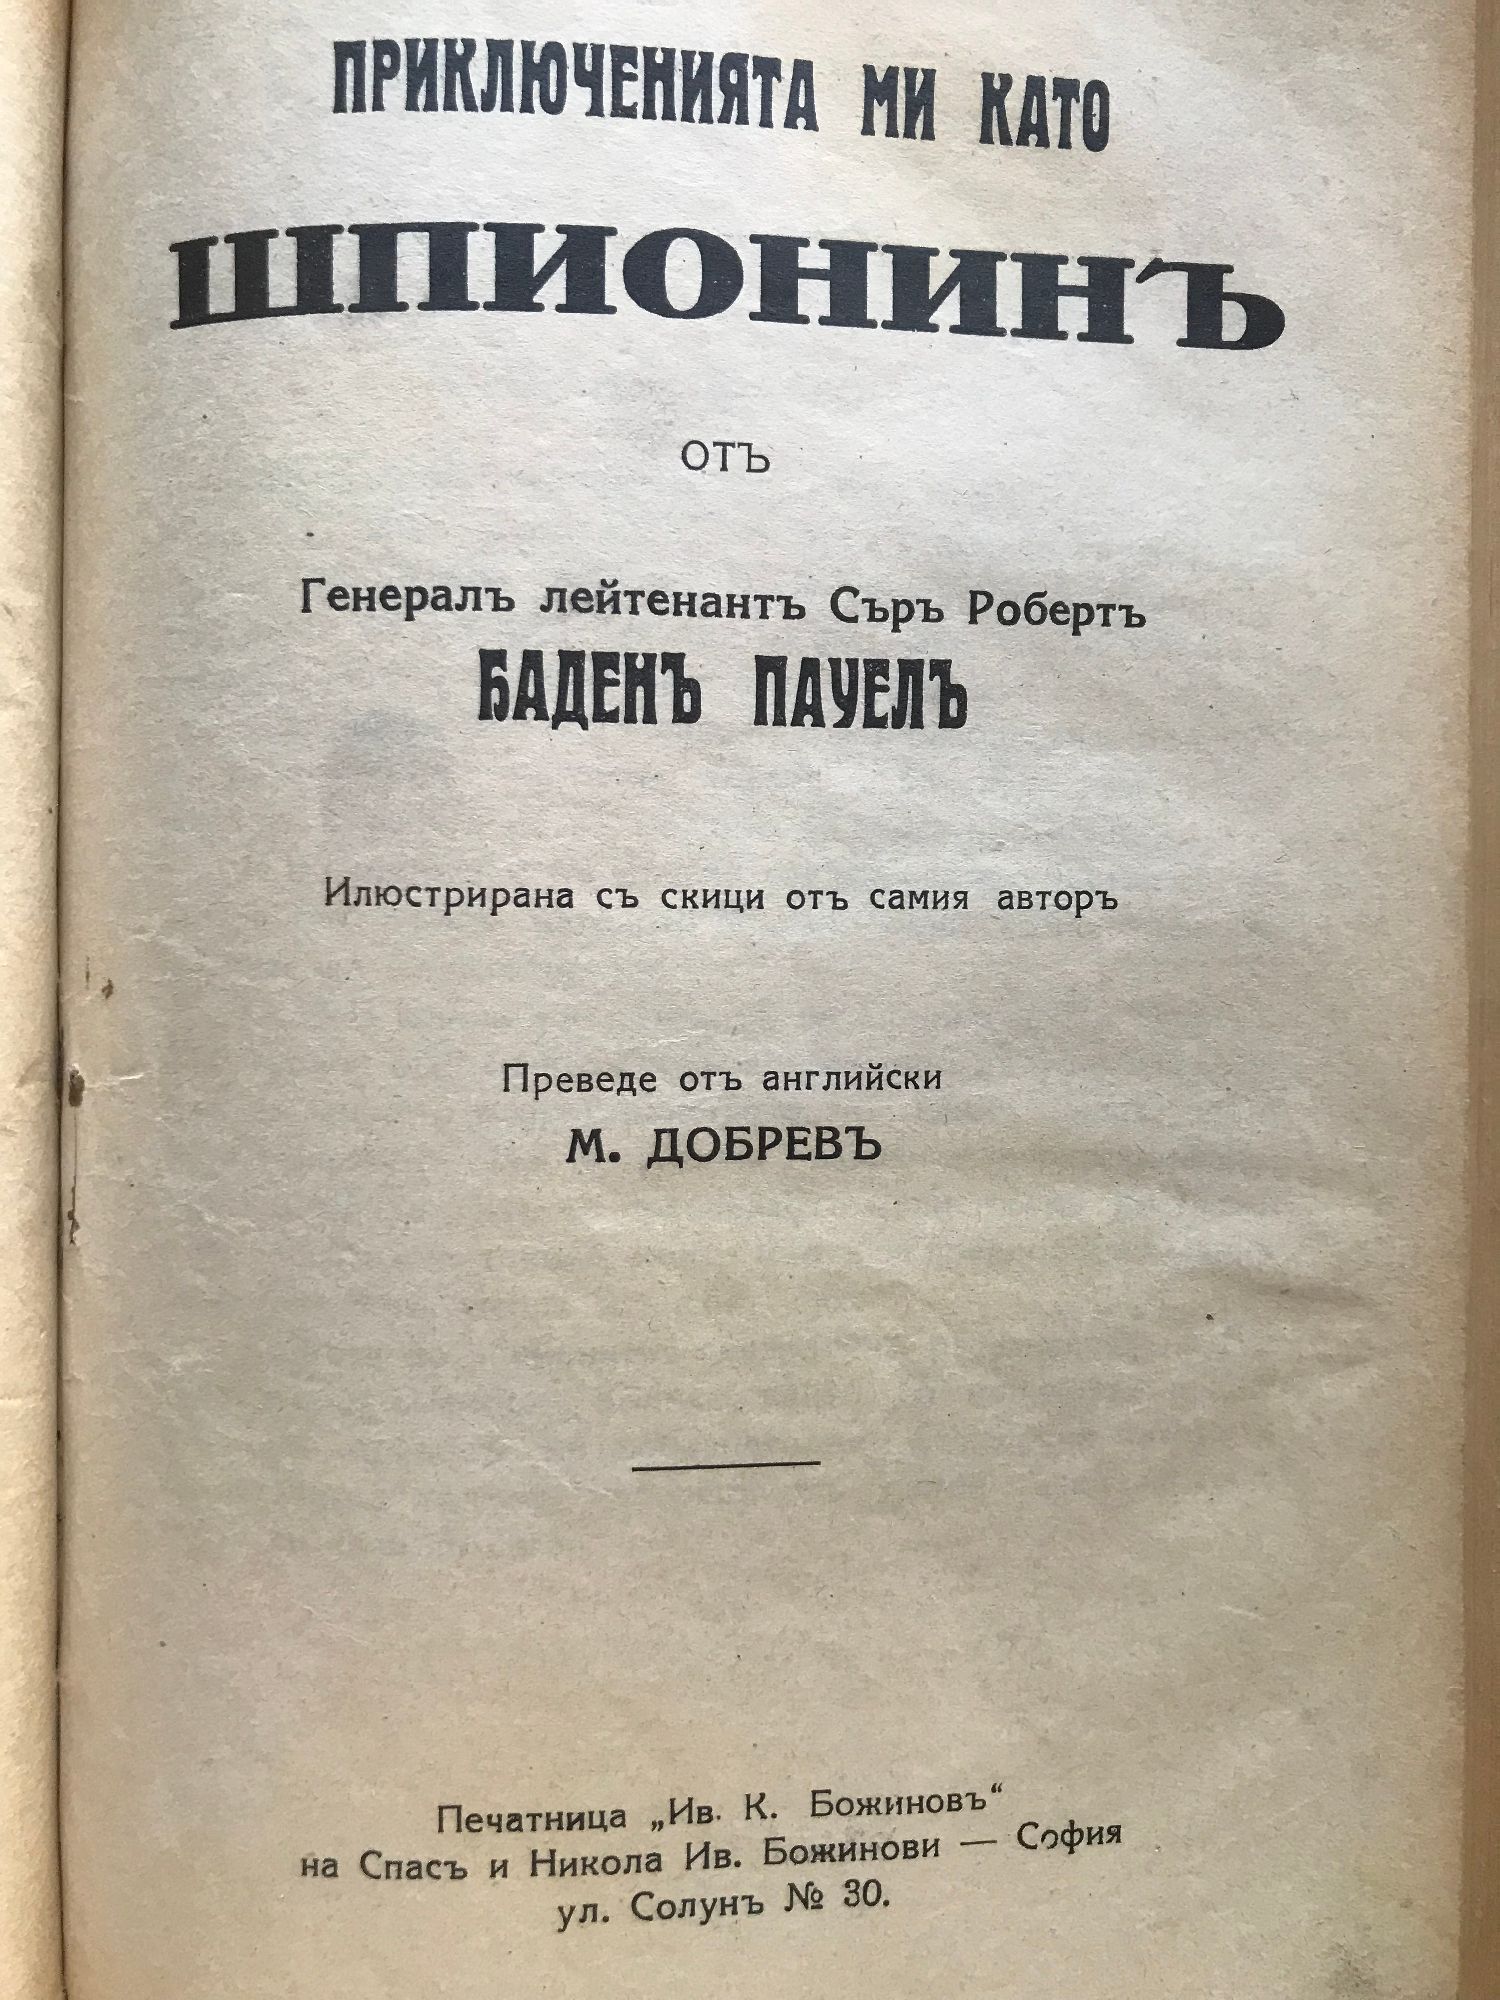 ПРИКЛЮЧЕНИЯТА МИ КАТО
ШПИОНИНЪ
ОТЪ
Генералъ лейтенантъ Съръ Робертъ
БАДЕНЪ ПАУЕЛЪ
Илюстрирана съ скици отъ самия авторъ
Преведе отъ английски
М. ДОБРЕВЪ
Печатница „Ив. К. Божиновъ“
на Спасъ и Никола Ив. Божинови — София
ул. Солунъ № 30.